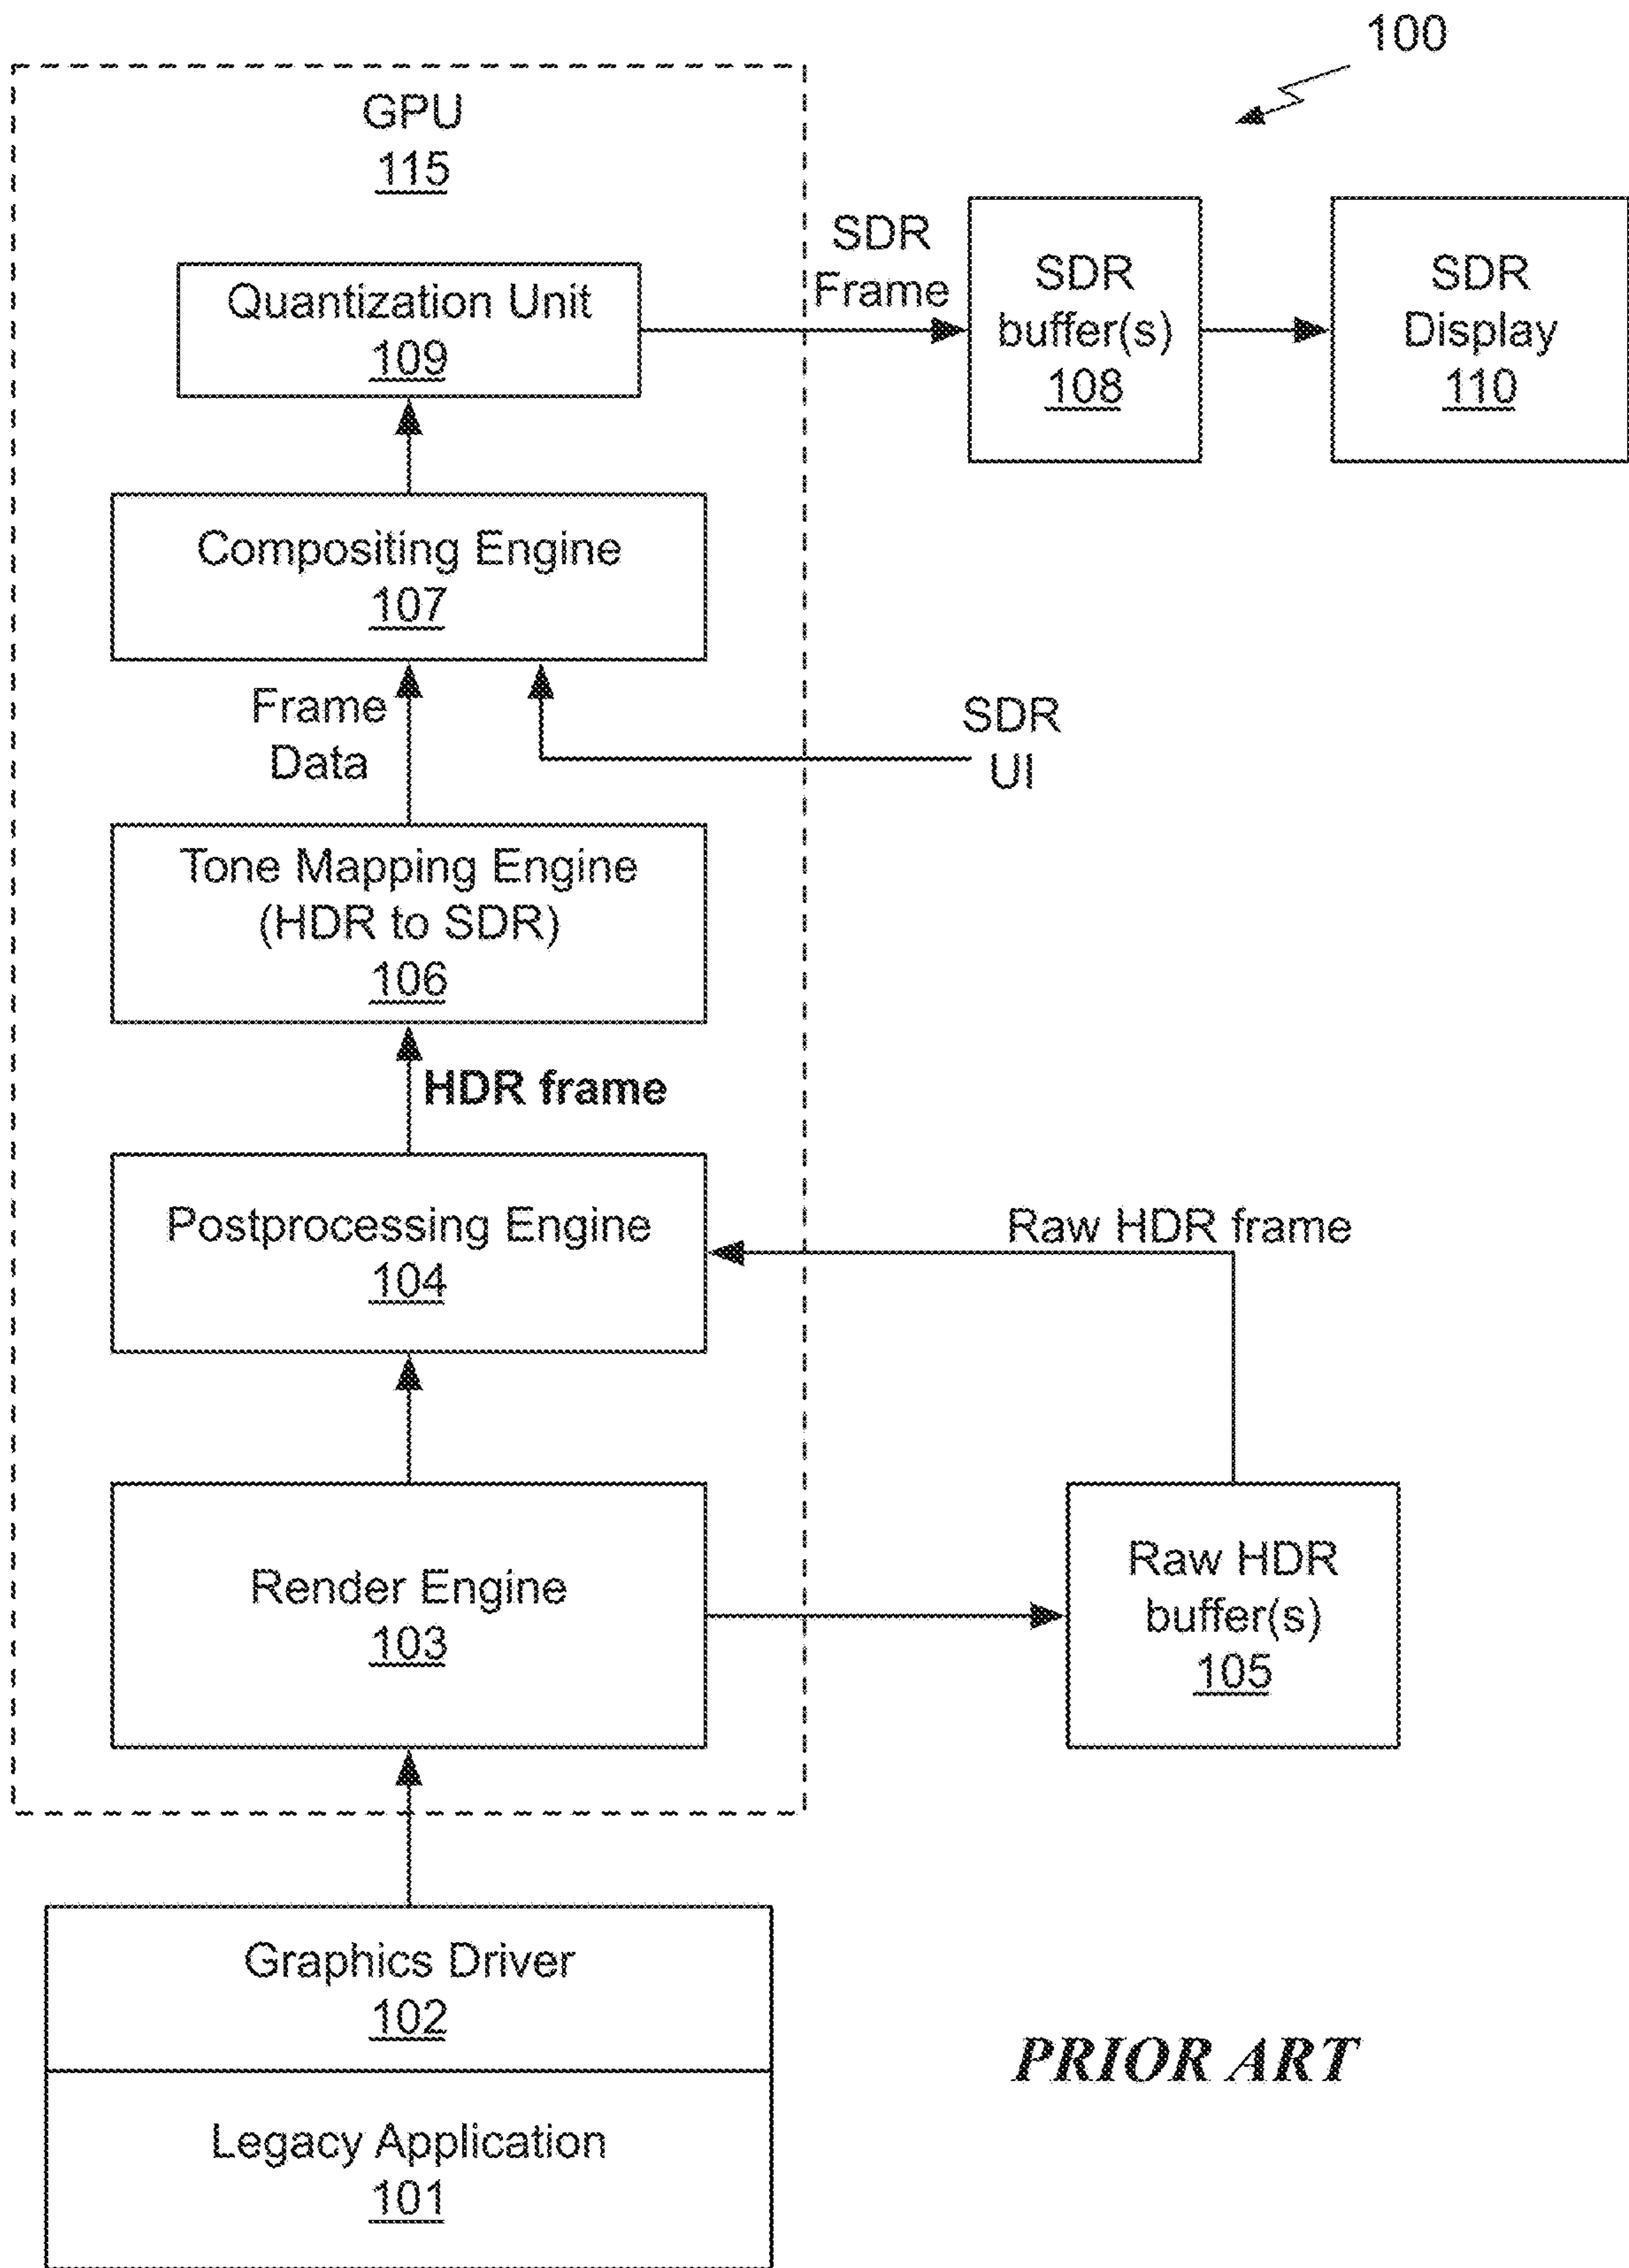 100
GPU
115
SDR
Frame
Quantization Unit
109
SDR
buffer(s)
108
SDR
Display
110
Compositing Engine
107
Frame
Data
SDR
UI
Tone Mapping Engine
(HDR to SDR)
106
HDR frame
Postprocessing Engine
104
Raw HDR frame
Render Engine
103
Raw HDR
buffer(s)
105
Graphics Driver
102
PRIOR ART
Legacy Application
101